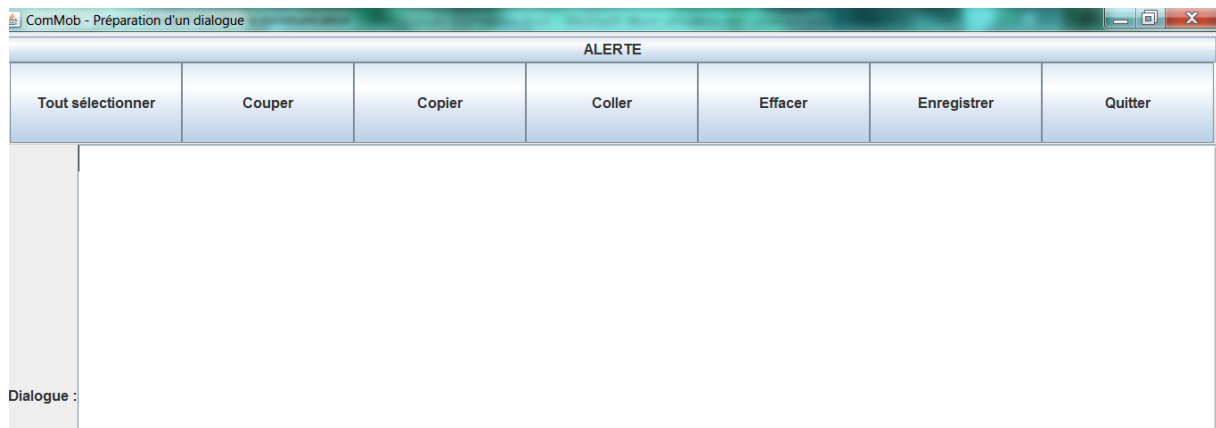 ComMob - Préparation d'un dialogue
ALERTE
Tout sélectionner Couper Copier Coller Effacer Enregistrer Quitter
Dialogue :